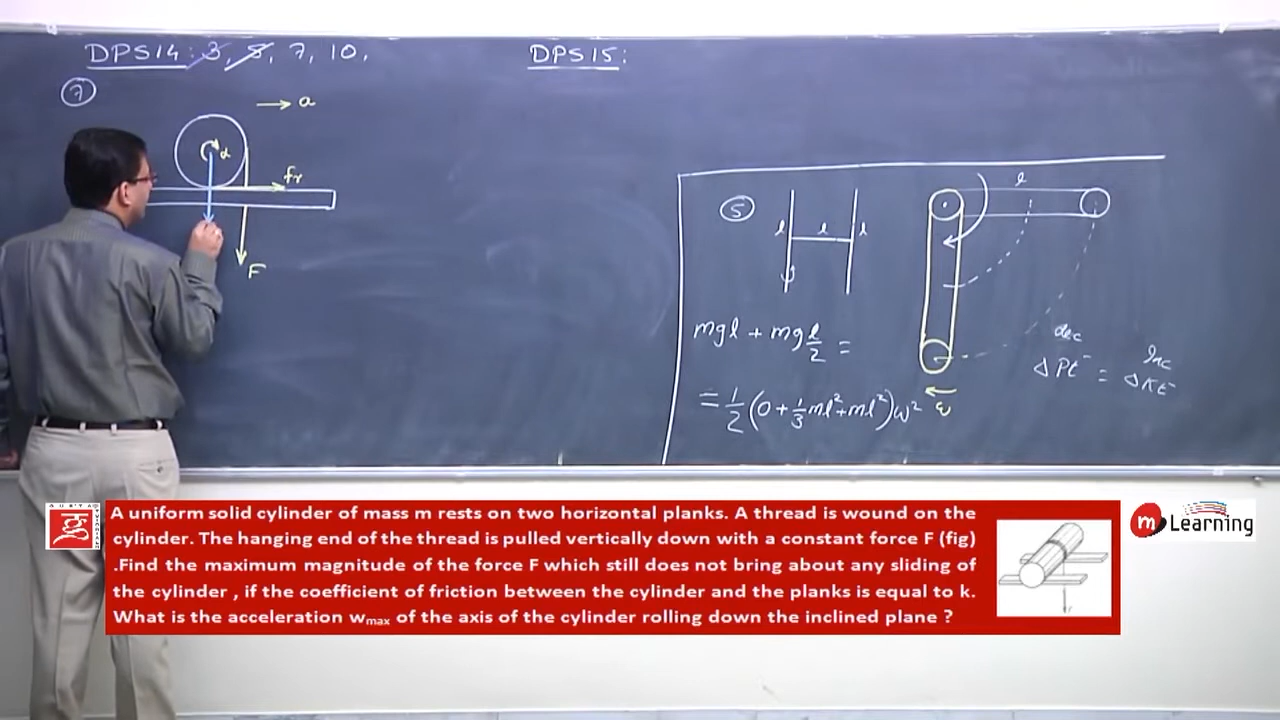 DPS14: 3, 5, 7, 10.
DPS15:
7
a
α
fr
F
5
l
l
l
l
mgl + mg l/2 =
= 1/2 (0 + 1/3 ml² + ml²) ω²
ω
dec
Inc
Δ PE = Δ KE
A uniform solid cylinder of mass m rests on two horizontal planks. A thread is wound on the
cylinder. The hanging end of the thread is pulled vertically down with a constant force F (fig)
.Find the maximum magnitude of the force F which still does not bring about any sliding of
the cylinder , if the coefficient of friction between the cylinder and the planks is equal to k.
What is the acceleration wmax of the axis of the cylinder rolling down the inclined plane ?
m Learning